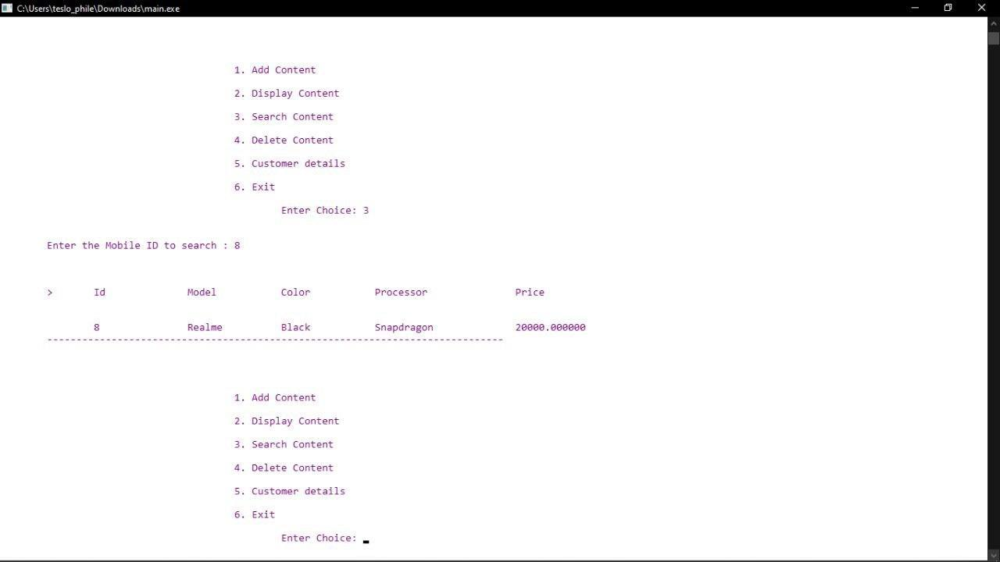 C:\Users\teslo_phile\Downloads\main.exe
1. Add Content
2. Display Content
3. Search Content
4. Delete Content
5. Customer details
6. Exit
Enter Choice: 3
Enter the Mobile ID to search : 8
> Id Model Color Processor Price
8 Realme Black Snapdragon 20000.000000
------------------------------------------------------------------------------
1. Add Content
2. Display Content
3. Search Content
4. Delete Content
5. Customer details
6. Exit
Enter Choice: